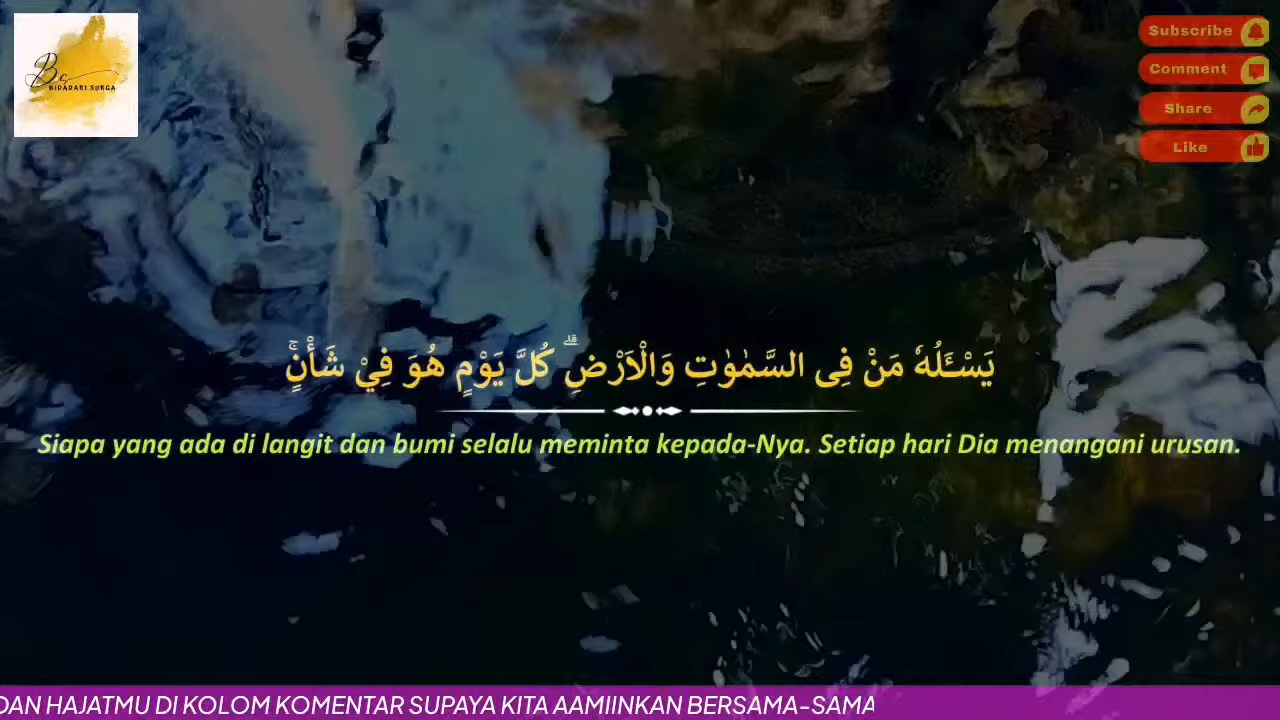 Bs
BIDADARI SURGA
Subscribe
Comment
Share
Like
يَسْـَٔلُهٗ مَنْ فِى السَّمٰوٰتِ وَالْاَرْضِۗ كُلَّ يَوْمٍ هُوَ فِيْ شَأْنٍۚ
Siapa yang ada di langit dan bumi selalu meminta kepada-Nya. Setiap hari Dia menangani urusan.
DAN HAJATMU DI KOLOM KOMENTAR SUPAYA KITA AAMIINKAN BERSAMA-SAMA